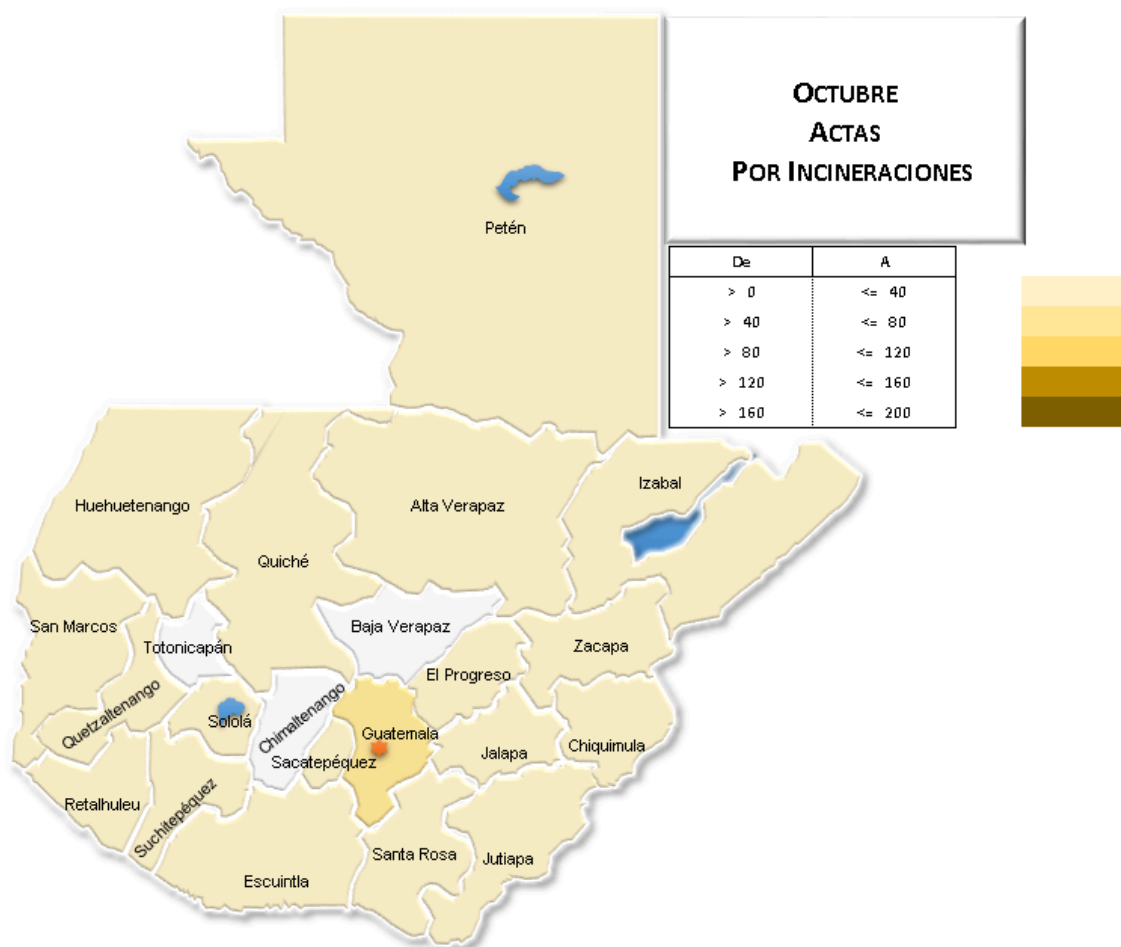 OCTUBRE
ACTAS
POR INCINERACIONES
Petén
De A
> 0 <= 40
> 40 <= 80
> 80 <= 120
> 120 <= 160
> 160 <= 200
Izabal
Huehuetenango
Alta Verapaz
Quiché
San Marcos
Baja Verapaz
Totonicapán
Zacapa
El Progreso
Quetzaltenango
Chimaltenango
Sololá
Guatemala
Chiquimula
Jalapa
Sacatepéquez
Retalhuleu
Suchitepéquez
Santa Rosa
Jutiapa
Escuintla